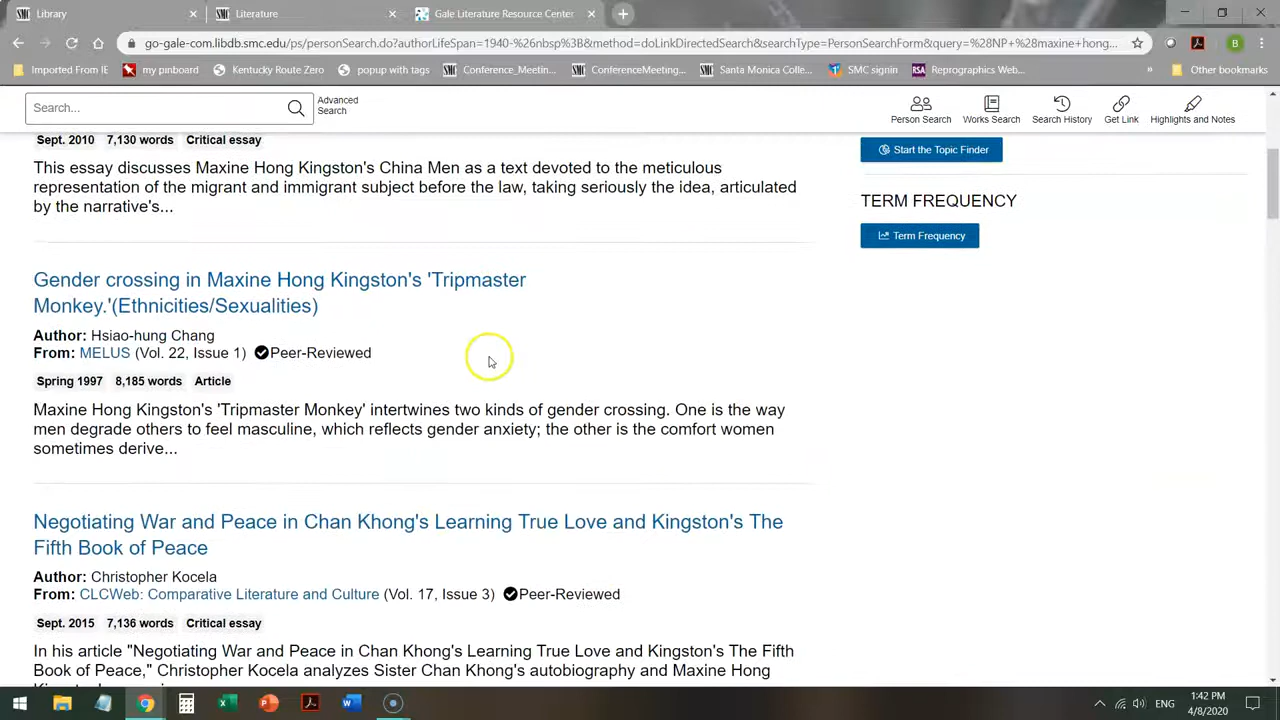 Library
Literature
Gale Literature Resource Center
go-gale-com.libdb.smc.edu/ps/personSearch.do?authorLifeSpan=1940-%26nbsp%3B&method=doLinkDirectedSearch&searchType=PersonSearchForm&query=%28NP+%28maxine+hong...
B
Imported From IE
my pinboard
Kentucky Route Zero
popup with tags
SMC Conference_Meetin...
SMC ConferenceMeeting...
SMC Santa Monica Colle...
SMC signin
RSA Reprographics Web...
»
Other bookmarks
Search...
Advanced
Search
Person Search
Works Search
Search History
Get Link
Highlights and Notes
Sept. 2010 7,130 words Critical essay
This essay discusses Maxine Hong Kingston's China Men as a text devoted to the meticulous
representation of the migrant and immigrant subject before the law, taking seriously the idea, articulated
by the narrative's...
Start the Topic Finder
TERM FREQUENCY
Term Frequency
Gender crossing in Maxine Hong Kingston's 'Tripmaster
Monkey.'(Ethnicities/Sexualities)
Author: Hsiao-hung Chang
From: MELUS (Vol. 22, Issue 1) Peer-Reviewed
Spring 1997 8,185 words Article
Maxine Hong Kingston's 'Tripmaster Monkey' intertwines two kinds of gender crossing. One is the way
men degrade others to feel masculine, which reflects gender anxiety; the other is the comfort women
sometimes derive...
Negotiating War and Peace in Chan Khong's Learning True Love and Kingston's The
Fifth Book of Peace
Author: Christopher Kocela
From: CLCWeb: Comparative Literature and Culture (Vol. 17, Issue 3) Peer-Reviewed
Sept. 2015 7,136 words Critical essay
In his article "Negotiating War and Peace in Chan Khong's Learning True Love and Kingston's The Fifth
Book of Peace," Christopher Kocela analyzes Sister Chan Khong's autobiography and Maxine Hong
ENG
1:42 PM
4/8/2020